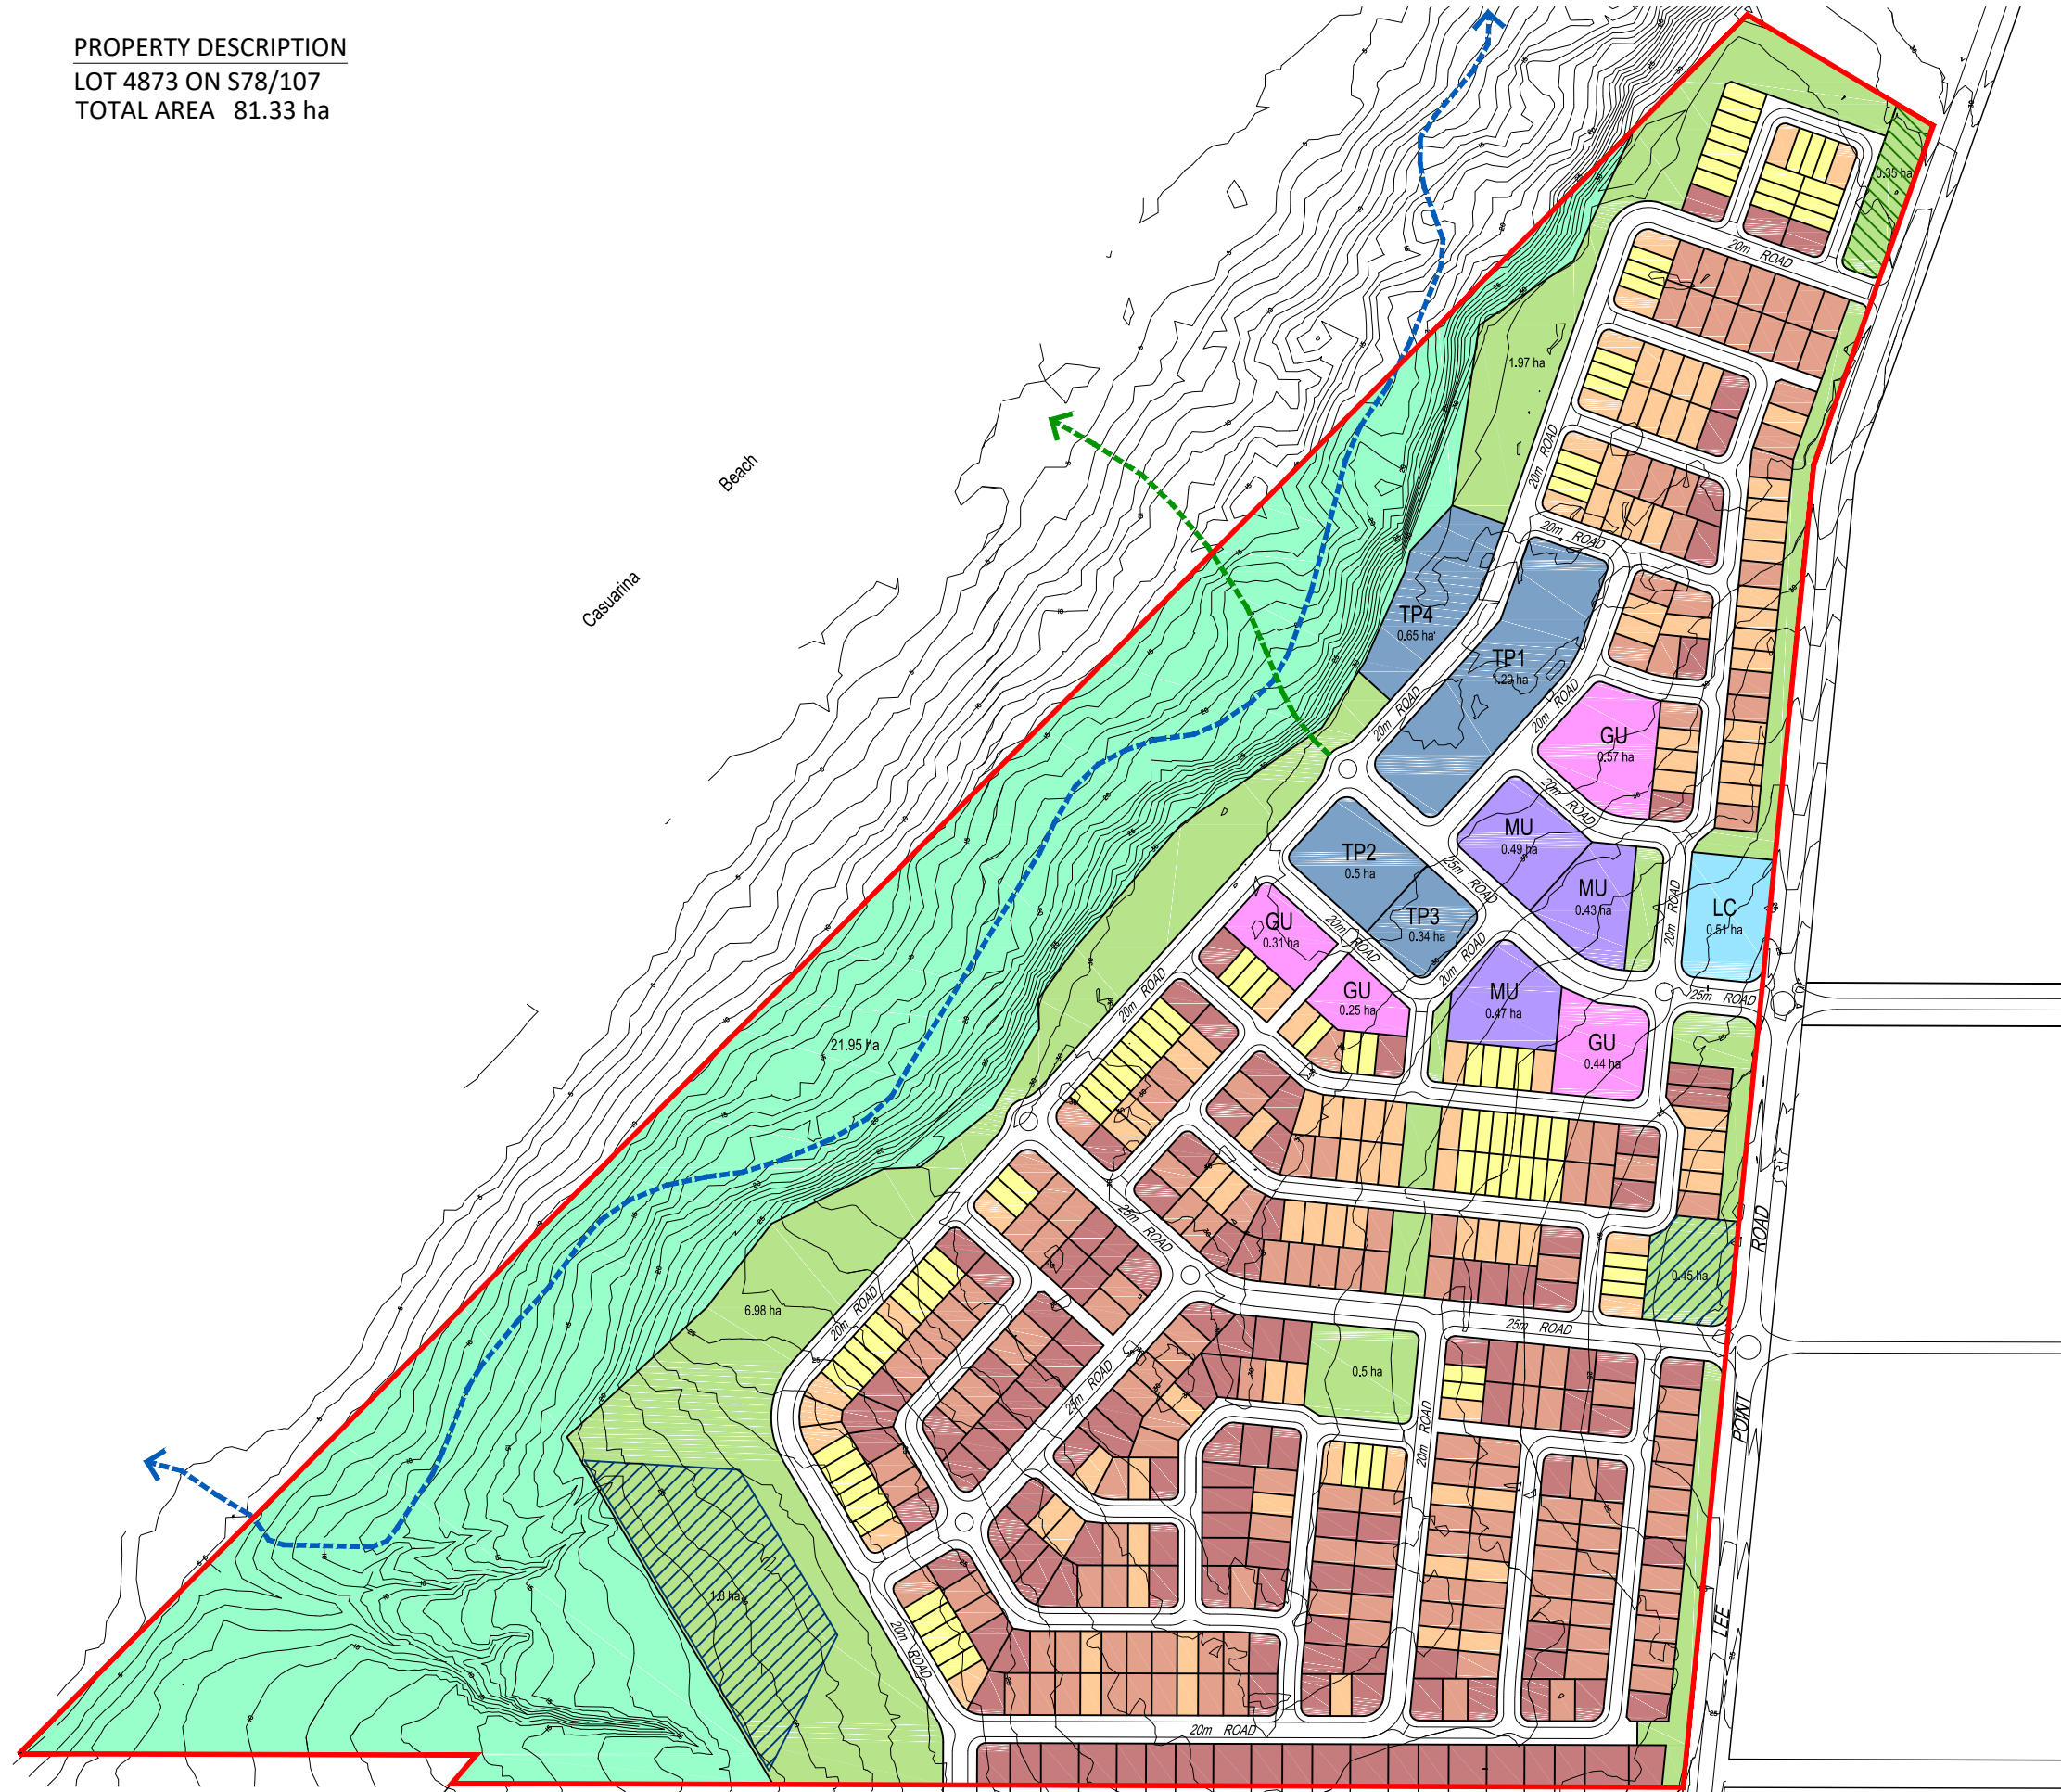 PROPERTY DESCRIPTION
LOT 4873 ON S78/107
TOTAL AREA 81.33 ha
0.35 ha
20m ROAD
1.97 ha
20m ROAD
Beach
20m ROAD
Casuarina
TP4
0.65 ha
TP1
1.29 ha
20m ROAD
20m ROAD
GU
0.57 ha
20m ROAD
MU
0.49 ha
TP2
0.5 ha
25m ROAD
MU
0.43 ha
20m ROAD
LC
0.51 ha
TP3
0.34 ha
GU
0.31 ha
20m ROAD
20m ROAD
GU
0.25 ha
MU
0.47 ha
25m ROAD
20m ROAD
GU
0.44 ha
21.95 ha
25m ROAD
0.45 ha
6.98 ha
20m ROAD
25m ROAD
0.5 ha
25m ROAD
20m ROAD
LEE POINT ROAD
1.8 ha
20m ROAD
20m ROAD